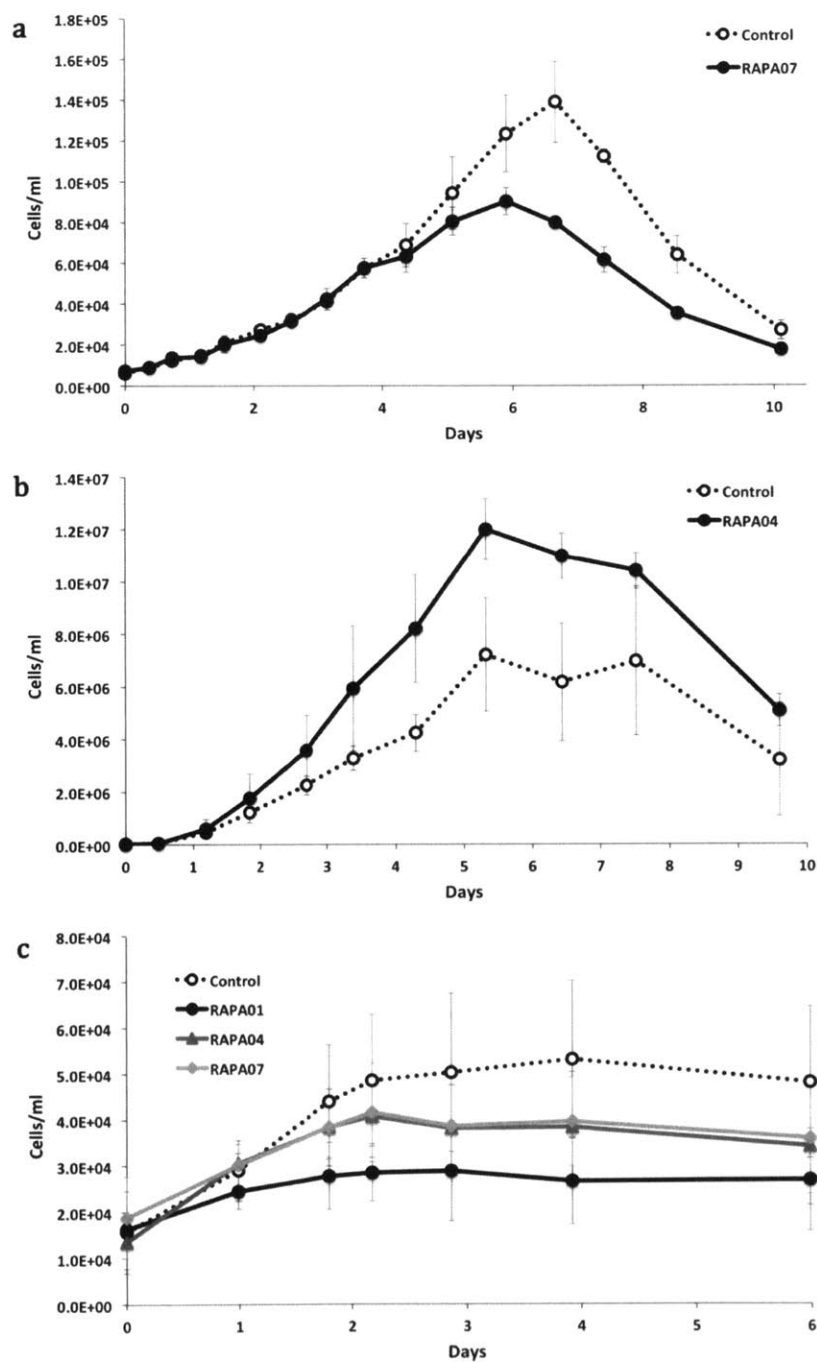 a
1.8E+05
Control
1.6E+05
RAPA07
1.4E+05
1.2E+05
1.0E+05
8.0E+04
6.0E+04
4.0E+04
2.0E+04
0.0E+00
Cells/ml
0 2 4 6 8 10
Days
b
1.4E+07
Control
1.2E+07
RAPA04
1.0E+07
8.0E+06
6.0E+06
4.0E+06
2.0E+06
0.0E+00
Cells/ml
0 1 2 3 4 5 6 7 8 9 10
Days
c
8.0E+04
7.0E+04
Control
RAPA01
6.0E+04
RAPA04
5.0E+04
RAPA07
4.0E+04
3.0E+04
2.0E+04
1.0E+04
0.0E+00
Cells/ml
0 1 2 3 4 5 6
Days